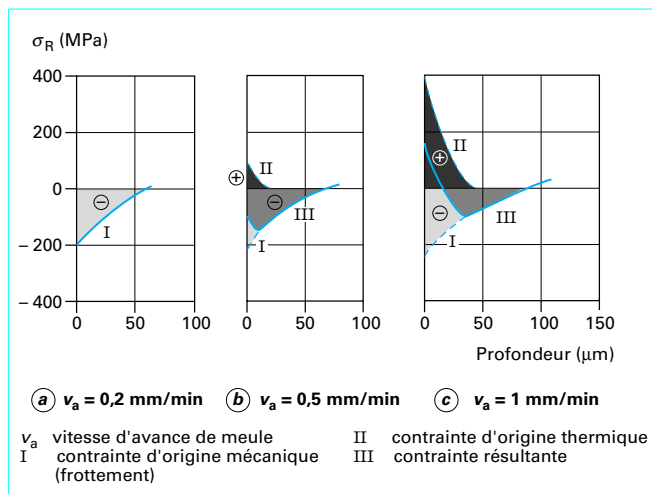 σR (MPa)
400
200
0
– 200
– 400
I
⊖
0 50 100
⊕
II
⊖
III
I
0 50 100
II
⊕
⊖
I
III
0 50 100 150
Profondeur (μm)
ⓐ va = 0,2 mm/min ⓑ va = 0,5 mm/min ⓒ va = 1 mm/min
va vitesse d'avance de meule II contrainte d'origine thermique
I contrainte d'origine mécanique III contrainte résultante
(frottement)